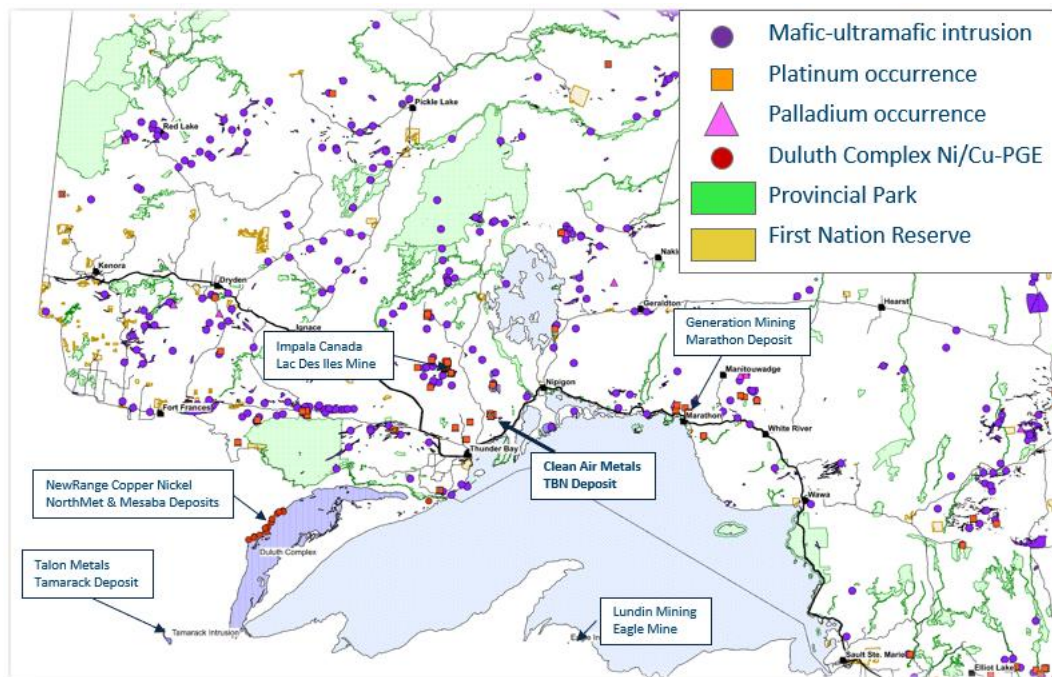 Mafic-ultramafic intrusion
Platinum occurrence
Palladium occurrence
Duluth Complex Ni/Cu-PGE
Provincial Park
First Nation Reserve
Pickle Lake
Red Lake
Kenora
Dryden
Ignace
Geraldton
Hearst
Impala Canada
Lac Des Iles Mine
Generation Mining
Marathon Deposit
Manitouwadge
Nipigon
Fort Frances
Marathon
White River
Thunder Bay
Clean Air Metals
TBN Deposit
NewRange Copper Nickel
NorthMet & Mesaba Deposits
Wawa
Duluth Complex
Talon Metals
Tamarack Deposit
Lundin Mining
Eagle Mine
Tamarack Intrusion
Sault Ste. Marie
Elliot Lake